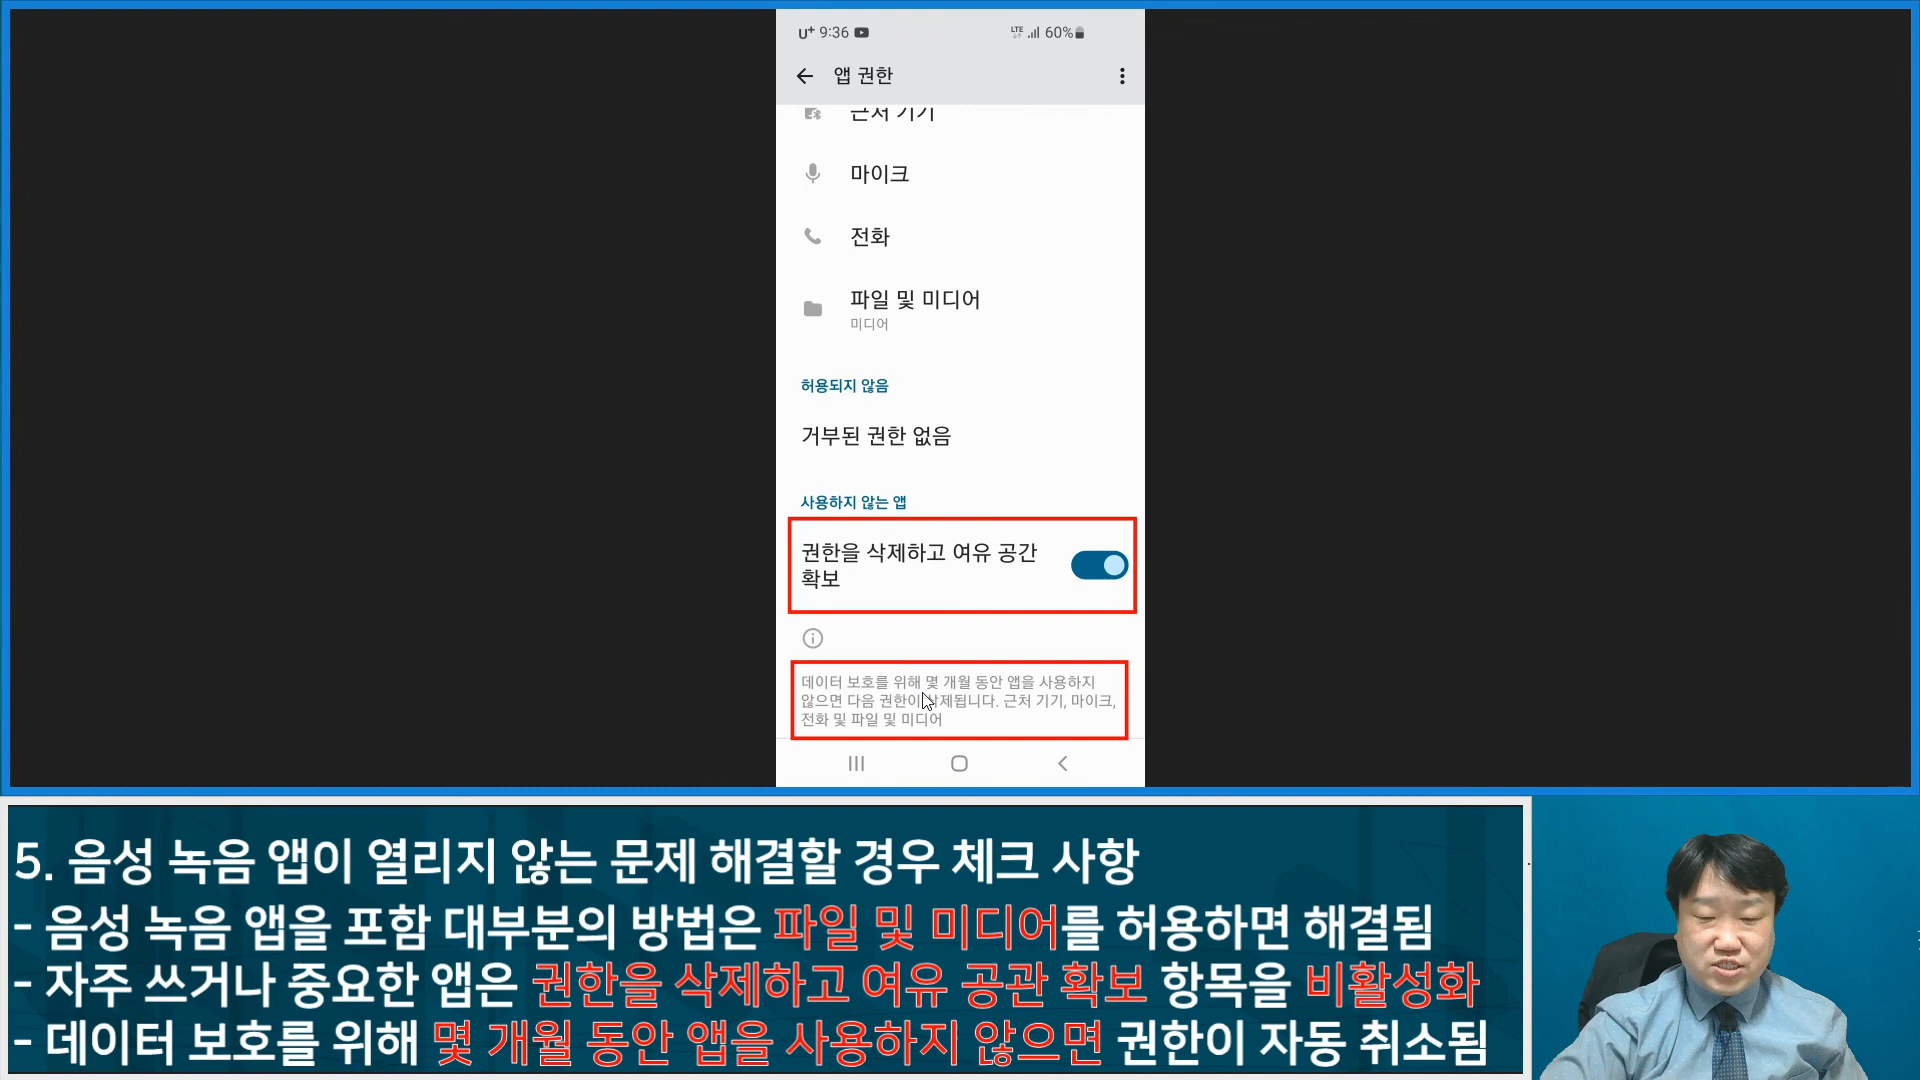 U⁺ 9:36
LTE 60%
앱 권한
근처 기기
마이크
전화
파일 및 미디어
미디어
허용되지 않음
거부된 권한 없음
사용하지 않는 앱
권한을 삭제하고 여유 공간
확보
데이터 보호를 위해 몇 개월 동안 앱을 사용하지
않으면 다음 권한이 삭제됩니다. 근처 기기, 마이크,
전화 및 파일 및 미디어
5. 음성 녹음 앱이 열리지 않는 문제 해결할 경우 체크 사항
- 음성 녹음 앱을 포함 대부분의 방법은 파일 및 미디어를 허용하면 해결됨
- 자주 쓰거나 중요한 앱은 권한을 삭제하고 여유 공관 확보 항목을 비활성화
- 데이터 보호를 위해 몇 개월 동안 앱을 사용하지 않으면 권한이 자동 취소됨